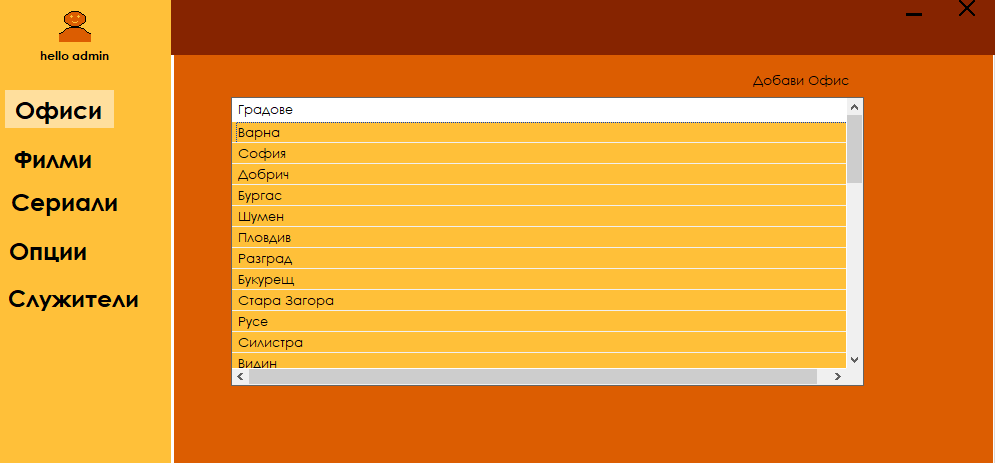 hello admin
Офиси
Филми
Сериали
Опции
Служители
Добави Офис
Градове
Варна
София
Добрич
Бургас
Шумен
Пловдив
Разград
Букурещ
Стара Загора
Русе
Силистра
Видин